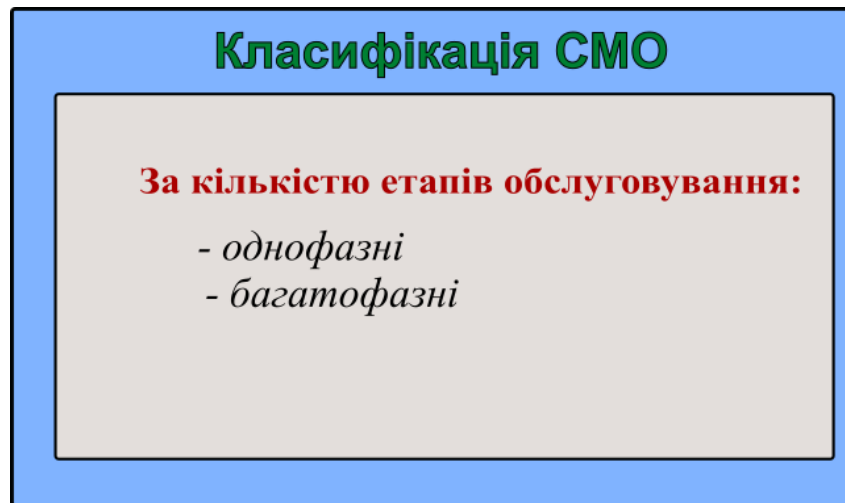 Класифікація СМО
За кількістю етапів обслуговування:
- однофазні
- багатофазні